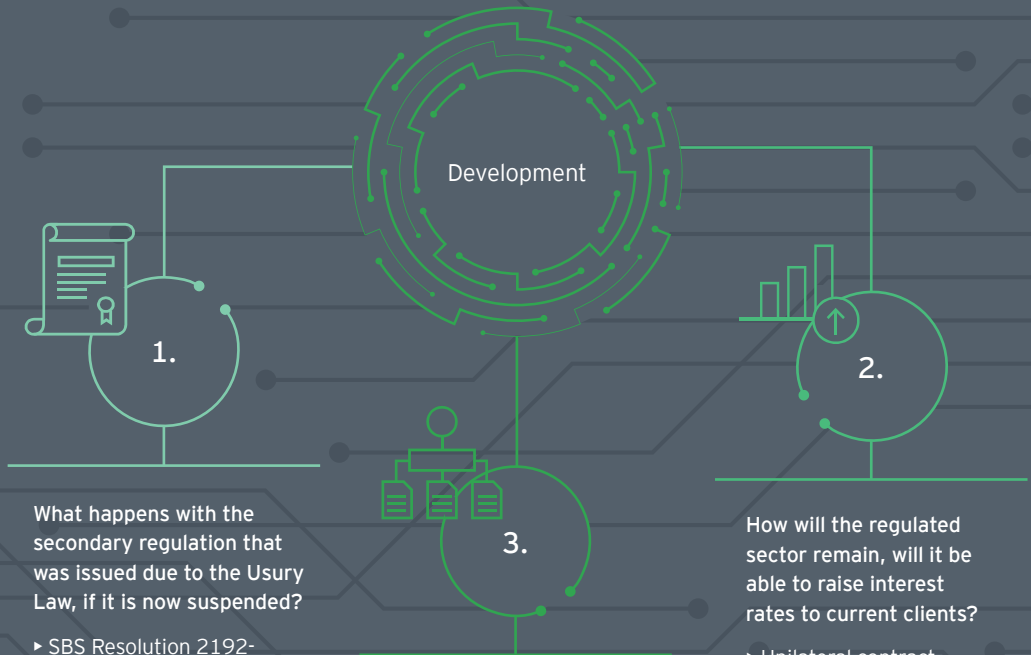 Development
1.
2.
3.
What happens with the
secondary regulation that
was issued due to the Usury
Law, if it is now suspended?
▸ SBS Resolution 2192-
How will the regulated
sector remain, will it be
able to raise interest
rates to current clients?
▸ Unilateral contract